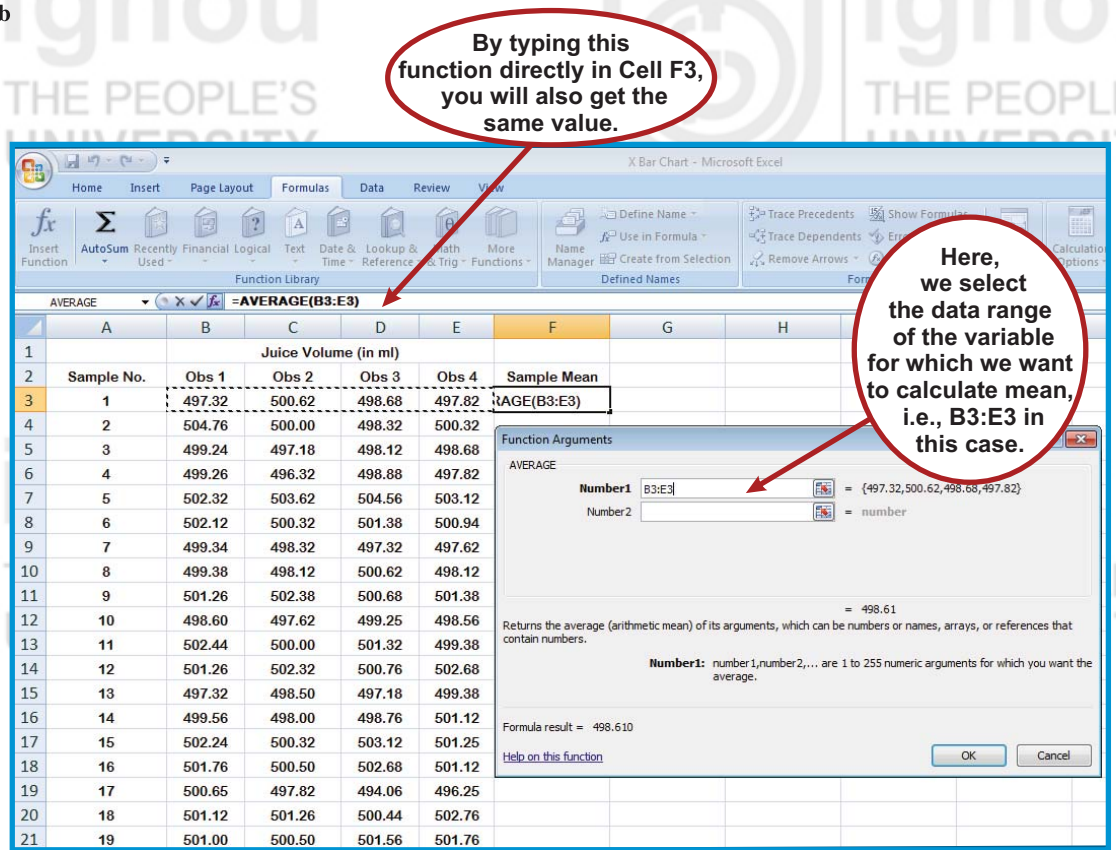 b
ignou
THE PEOPLE'S
UNIVERSITY
THE PEOPL
By typing this
function directly in Cell F3,
you will also get the
same value.
X Bar Chart - Microsoft Excel
Home Insert Page Layout Formulas Data Review View
Insert Function AutoSum Recently Used Financial Logical Text Date & Time Lookup & Reference Math & Trig More Functions
Function Library
Name Manager
Define Name
Use in Formula
Create from Selection
Defined Names
Trace Precedents Show Formulas
Trace Dependents
Remove Arrows
Calculation Options
Here,
we select
the data range
of the variable
for which we want
to calculate mean,
i.e., B3:E3 in
this case.
AVERAGE fx =AVERAGE(B3:E3)
A B C D E F G H
1 Juice Volume (in ml)
2 Sample No. Obs 1 Obs 2 Obs 3 Obs 4 Sample Mean
3 1 497.32 500.62 498.68 497.82 RAGE(B3:E3)
4 2 504.76 500.00 498.32 500.32
5 3 499.24 497.18 498.12 498.68
6 4 499.26 496.32 498.88 497.82
7 5 502.32 503.62 504.56 503.12
8 6 502.12 500.32 501.38 500.94
9 7 499.34 498.32 497.32 497.62
10 8 499.38 498.12 500.62 498.12
11 9 501.26 502.38 500.68 501.38
12 10 498.60 497.62 499.25 498.56
13 11 502.44 500.00 501.32 499.38
14 12 501.26 502.32 500.76 502.68
15 13 497.32 498.50 497.18 499.38
16 14 499.56 498.00 498.76 501.12
17 15 502.24 500.32 503.12 501.25
18 16 501.76 500.50 502.68 501.12
19 17 500.65 497.82 494.06 496.25
20 18 501.12 501.26 500.44 502.76
21 19 501.00 500.50 501.56 501.76
Function Arguments
AVERAGE
Number1 B3:E3 = {497.32,500.62,498.68,497.82}
Number2 = number
= 498.61
Returns the average (arithmetic mean) of its arguments, which can be numbers or names, arrays, or references that
contain numbers.
Number1: number1,number2,... are 1 to 255 numeric arguments for which you want the
average.
Formula result = 498.610
Help on this function OK Cancel